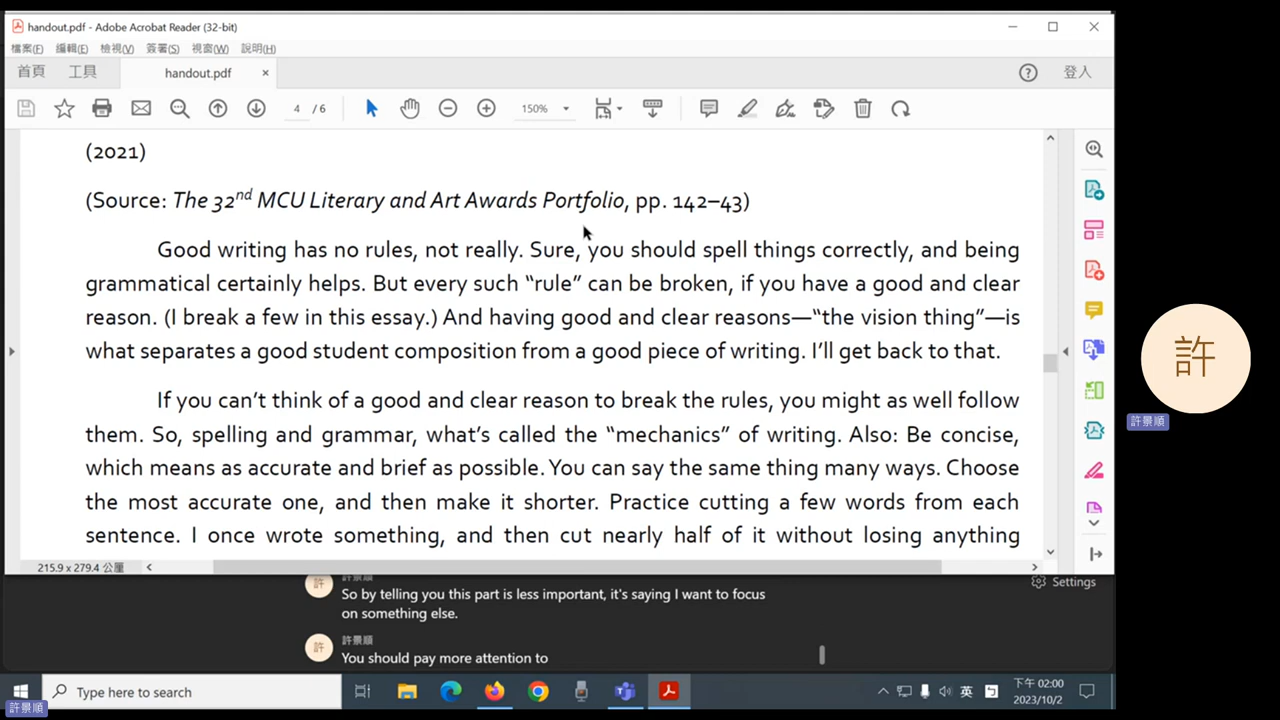 handout.pdf - Adobe Acrobat Reader (32-bit)
檔案(F) 編輯(E) 檢視(V) 簽署(S) 視窗(W) 說明(H)
首頁 工具 handout.pdf × 登入
4 / 6 150%
(2021)
(Source: The 32nd MCU Literary and Art Awards Portfolio, pp. 142–43)
Good writing has no rules, not really. Sure, you should spell things correctly, and being
grammatical certainly helps. But every such “rule” can be broken, if you have a good and clear
reason. (I break a few in this essay.) And having good and clear reasons—“the vision thing”—is
what separates a good student composition from a good piece of writing. I’ll get back to that.
If you can’t think of a good and clear reason to break the rules, you might as well follow
them. So, spelling and grammar, what’s called the “mechanics” of writing. Also: Be concise,
which means as accurate and brief as possible. You can say the same thing many ways. Choose
the most accurate one, and then make it shorter. Practice cutting a few words from each
sentence. I once wrote something, and then cut nearly half of it without losing anything
215.9 x 279.4 公厘
許
許景順
許 許景順
Settings
So by telling you this part is less important, it's saying I want to focus
on something else.
許 許景順
You should pay more attention to
Type here to search
英
下午 02:00
2023/10/2
許景順